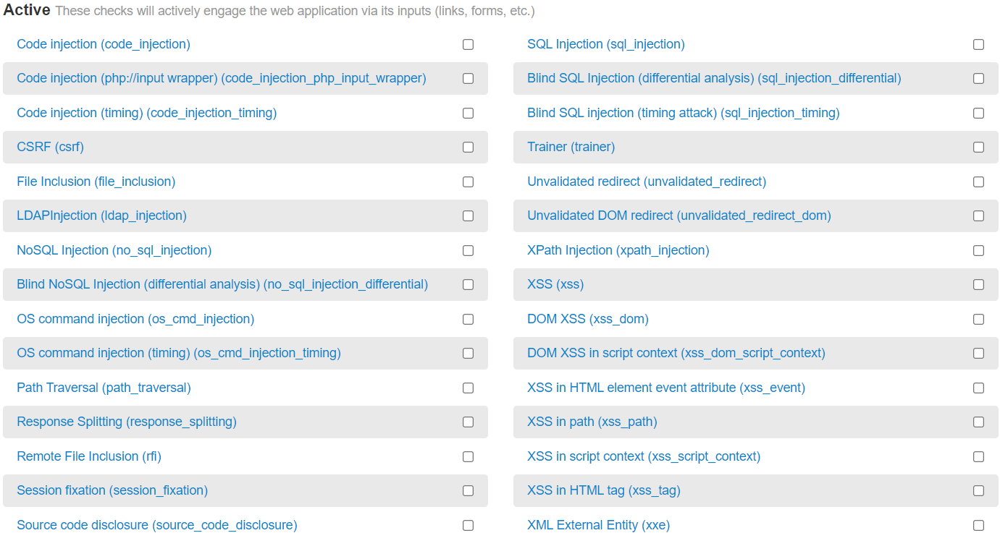 Active These checks will actively engage the web application via its inputs (links, forms, etc.)
Code injection (code_injection)
Code injection (php://input wrapper) (code_injection_php_input_wrapper)
Code injection (timing) (code_injection_timing)
CSRF (csrf)
File Inclusion (file_inclusion)
LDAPInjection (ldap_injection)
NoSQL Injection (no_sql_injection)
Blind NoSQL Injection (differential analysis) (no_sql_injection_differential)
OS command injection (os_cmd_injection)
OS command injection (timing) (os_cmd_injection_timing)
Path Traversal (path_traversal)
Response Splitting (response_splitting)
Remote File Inclusion (rfi)
Session fixation (session_fixation)
Source code disclosure (source_code_disclosure)
SQL Injection (sql_injection)
Blind SQL Injection (differential analysis) (sql_injection_differential)
Blind SQL injection (timing attack) (sql_injection_timing)
Trainer (trainer)
Unvalidated redirect (unvalidated_redirect)
Unvalidated DOM redirect (unvalidated_redirect_dom)
XPath Injection (xpath_injection)
XSS (xss)
DOM XSS (xss_dom)
DOM XSS in script context (xss_dom_script_context)
XSS in HTML element event attribute (xss_event)
XSS in path (xss_path)
XSS in script context (xss_script_context)
XSS in HTML tag (xss_tag)
XML External Entity (xxe)